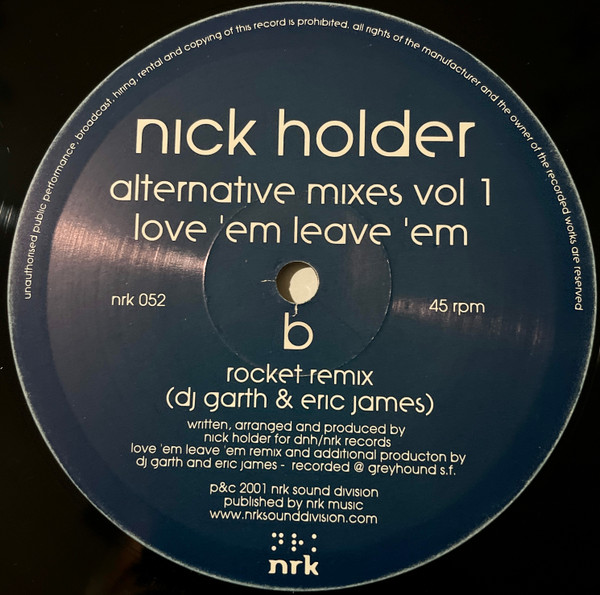 unauthorised public performance, broadcast, hiring, rental and copying of this record is prohibited. all rights of the manufacturer and the owner of the recorded works are reserved
nick holder
alternative mixes vol 1
love 'em leave 'em
nrk 052
45 rpm
b
rocket remix
(dj garth & eric james)
written, arranged and produced by
nick holder for dnh/nrk records
love 'em leave 'em remix and additional producton by
dj garth and eric james - recorded @ greyhound s.f.
p&c 2001 nrk sound division
published by nrk music
www.nrksounddivision.com
nrk